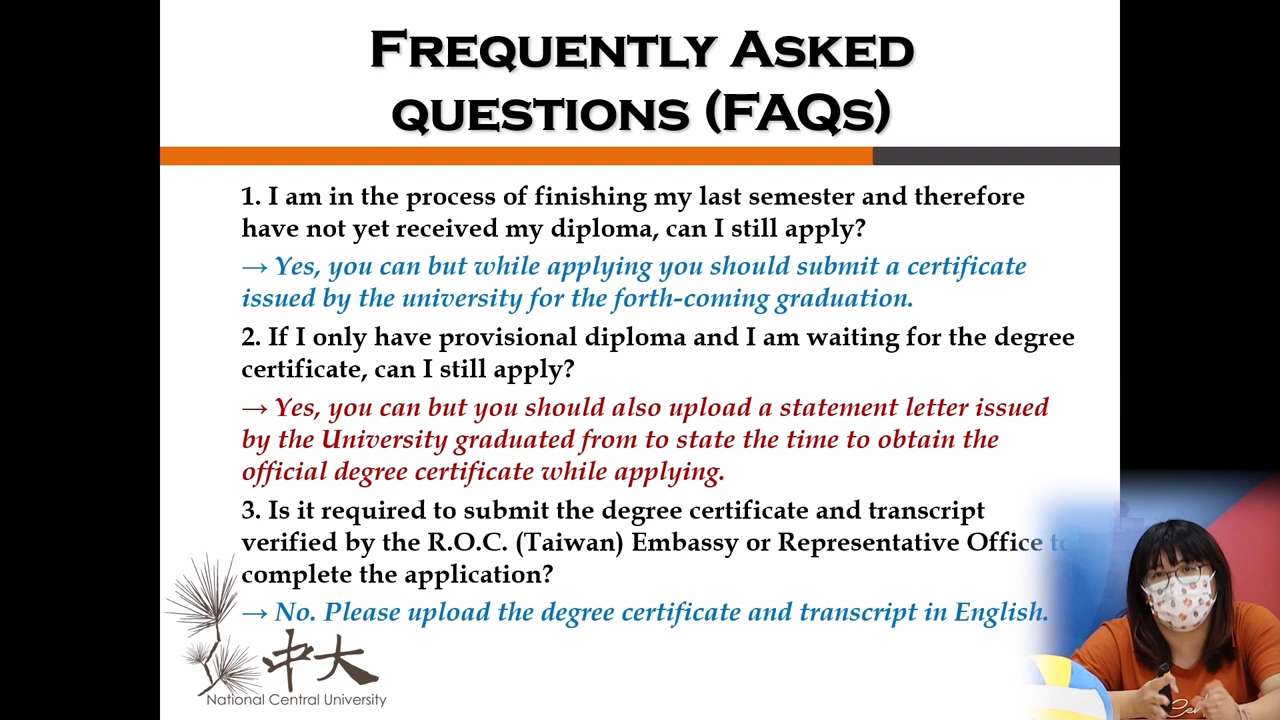 FREQUENTLY ASKED
QUESTIONS (FAQS)
1. I am in the process of finishing my last semester and therefore
have not yet received my diploma, can I still apply?
→ Yes, you can but while applying you should submit a certificate
issued by the university for the forth-coming graduation.
2. If I only have provisional diploma and I am waiting for the degree
certificate, can I still apply?
→ Yes, you can but you should also upload a statement letter issued
by the University graduated from to state the time to obtain the
official degree certificate while applying.
3. Is it required to submit the degree certificate and transcript
verified by the R.O.C. (Taiwan) Embassy or Representative Office to
complete the application?
→ No. Please upload the degree certificate and transcript in English.
中大
National Central University